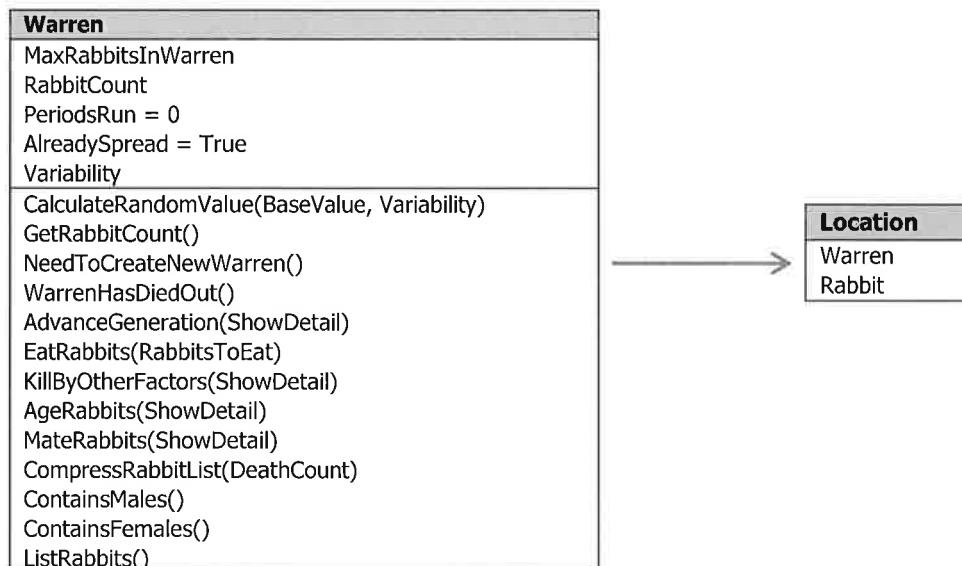 Warren
MaxRabbitsInWarren
RabbitCount
PeriodsRun = 0
AlreadySpread = True
Variability
CalculateRandomValue(BaseValue, Variability)
GetRabbitCount()
NeedToCreateNewWarren()
WarrenHasDiedOut()
AdvanceGeneration(ShowDetail)
EatRabbits(RabbitsToEat)
KillByOtherFactors(ShowDetail)
AgeRabbits(ShowDetail)
MateRabbits(ShowDetail)
CompressRabbitList(DeathCount)
ContainsMales()
ContainsFemales()
ListRabbits()
Location
Warren
Rabbit